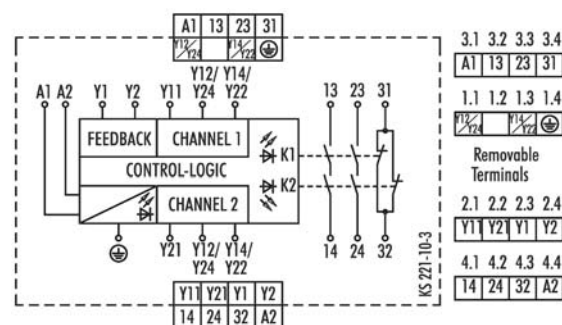 A1 13 23 31
Y12/Y24 Y14/Y22
3.1 3.2 3.3 3.4
A1 13 23 31
Y12/ Y14/
A1 A2 Y1 Y2 Y11 Y24 Y22 13 23 31
1.1 1.2 1.3 1.4
Y12/Y24 Y14/Y22
FEEDBACK CHANNEL 1
K1
CONTROL-LOGIC
K2
CHANNEL 2
Removable
Terminals
2.1 2.2 2.3 2.4
Y11 Y21 Y1 Y2
Y21 Y12/ Y14/
Y24 Y22
14 24 32
KS 221-10-3
4.1 4.2 4.3 4.4
14 24 32 A2
Y11 Y21 Y1 Y2
14 24 32 A2